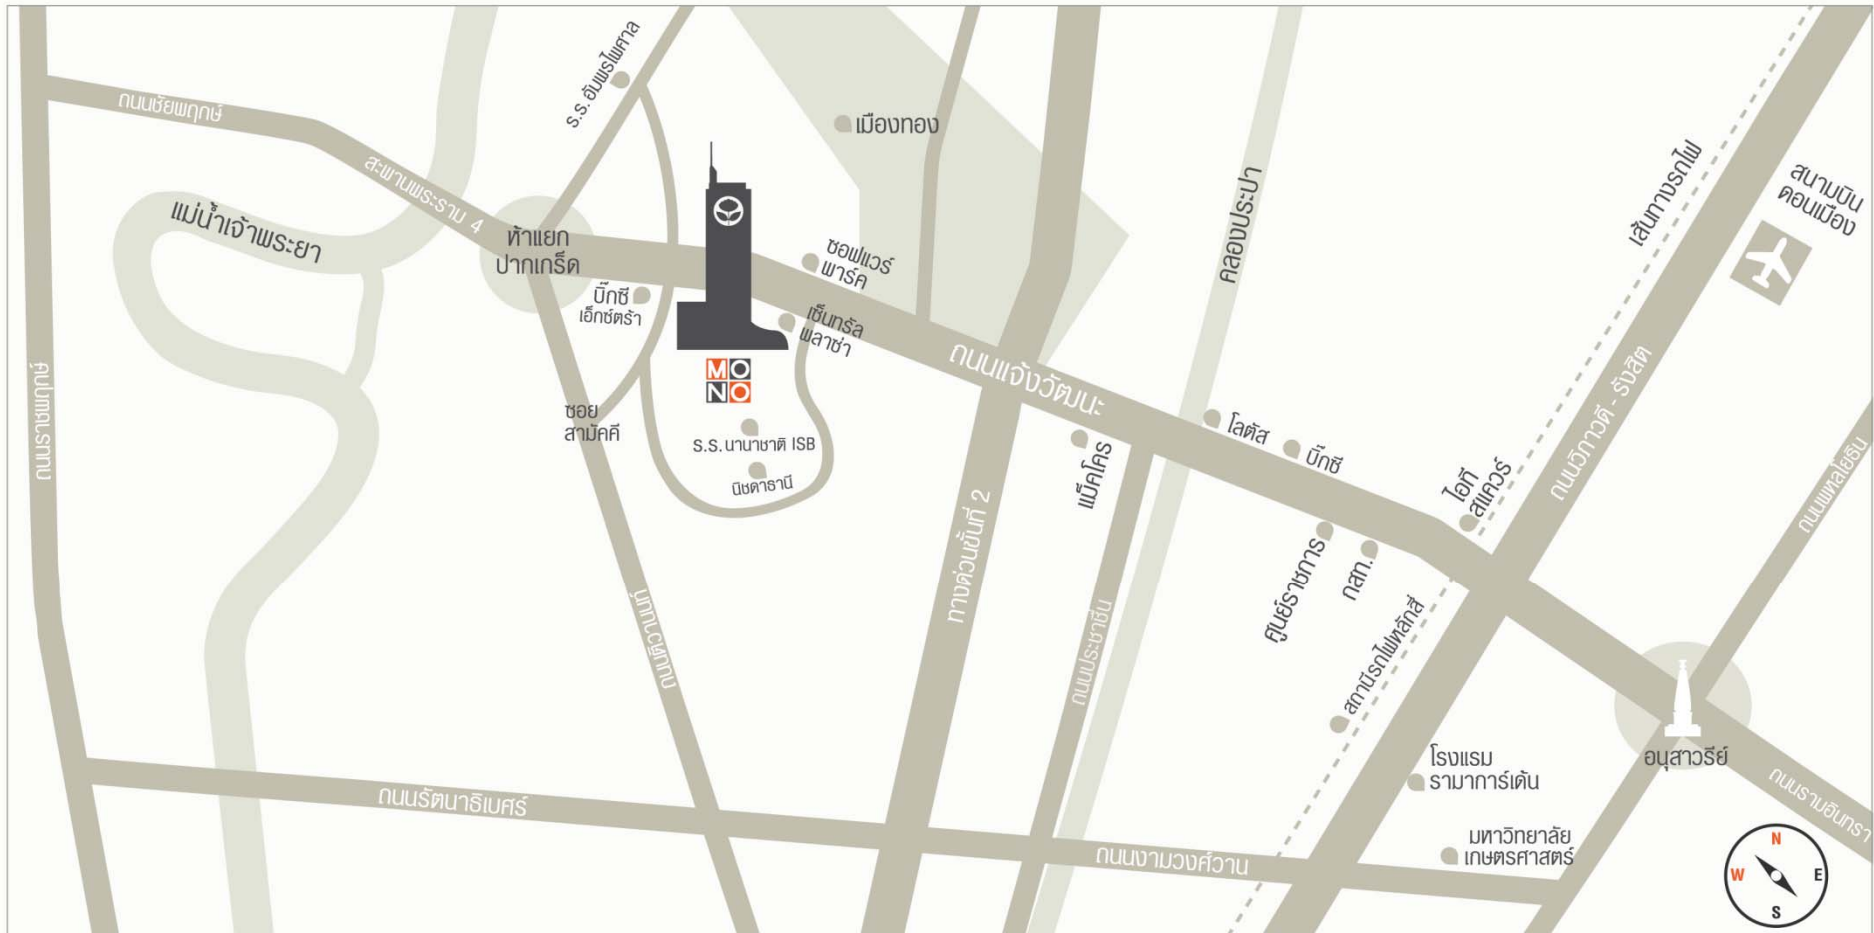 ถนนชัยพฤกษ์
สะพานพระราม 4
แม่น้ำเจ้าพระยา
ถนนราชพฤกษ์
ร.ร. อัมพรไพศาล
ห้าแยก
ปากเกร็ด
บิ๊กซี
เอ็กซ์ตร้า
ซอย
สามัคคี
MO
NO
ร.ร. นานาชาติ ISB
นิชดาธานี
เมืองทอง
ซอฟแวร์
พาร์ค
เซ็นทรัล
พลาซ่า
ถนนแจ้งวัฒนะ
คลองประปา
แม็คโคร
โลตัส
บิ๊กซี
ไอที
สแควร์
เส้นทางรถไฟ
สนามบิน
ดอนเมือง
ถนนวิภาวดี - รังสิต
ถนนพหลโยธิน
ทางด่วนขั้นที่ 2
ถนนประชาชื่น
ศูนย์ราชการ
กสท.
สถานีรถไฟหลักสี่
ถนนติวานนท์
ถนนรัตนาธิเบศร์
ถนนงามวงศ์วาน
โรงแรม
รามาการ์เด้น
มหาวิทยาลัย
เกษตรศาสตร์
อนุสาวรีย์
ถนนรามอินทรา
N
W E
S